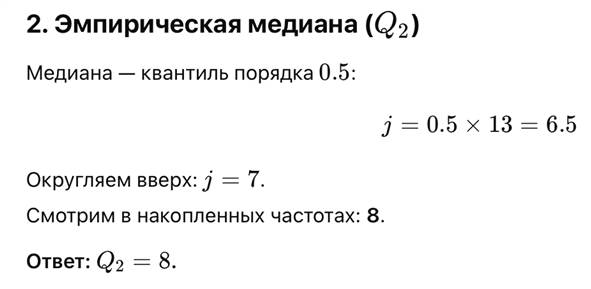 2. Эмпирическая медиана (Q₂)
Медиана — квантиль порядка 0.5:
j = 0.5 × 13 = 6.5
Округляем вверх: j = 7.
Смотрим в накопленных частотах: 8.
Ответ: Q₂ = 8.